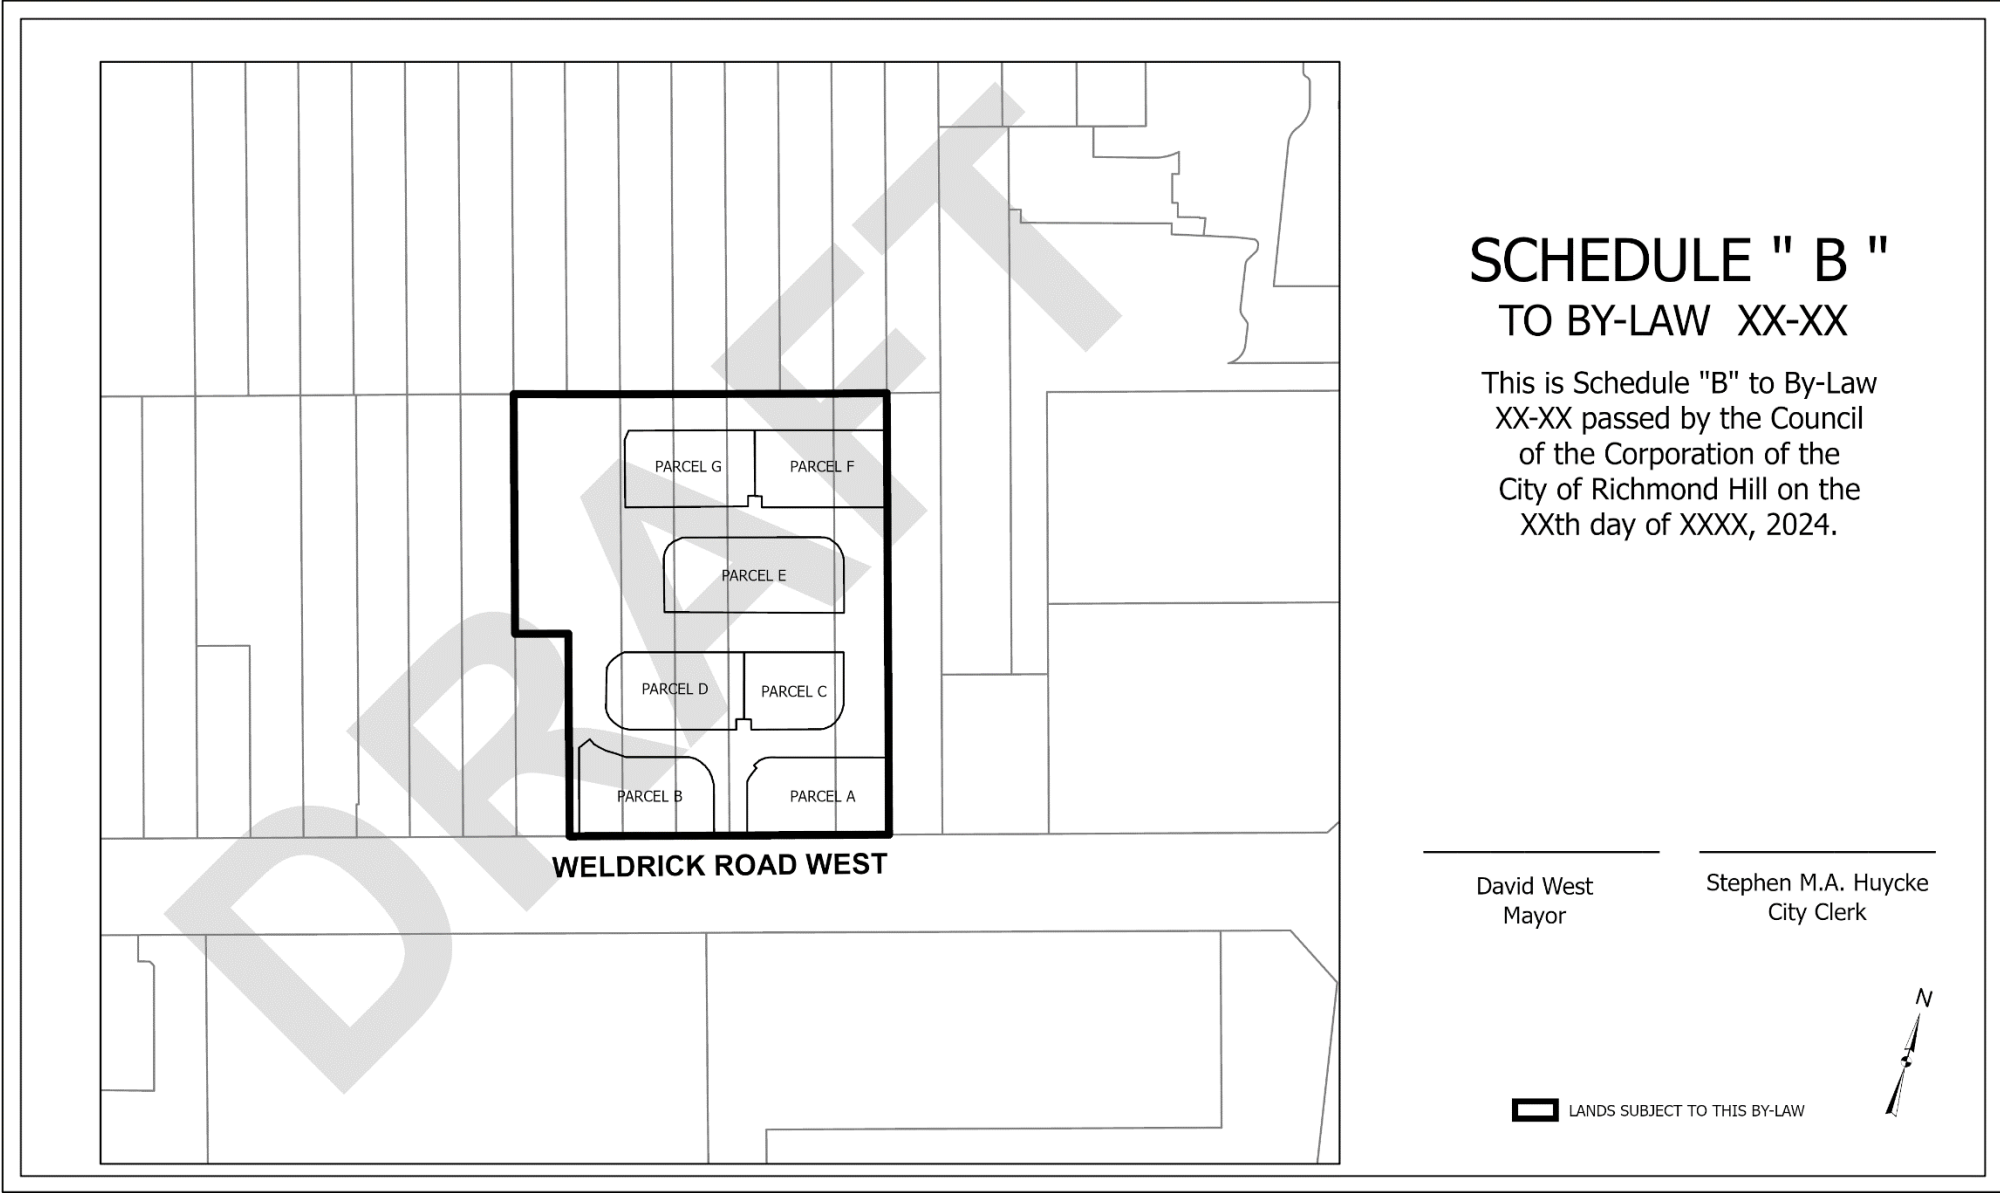 SCHEDULE " B "
TO BY-LAW XX-XX
This is Schedule "B" to By-Law
XX-XX passed by the Council
of the Corporation of the
City of Richmond Hill on the
XXth day of XXXX, 2024.
DRAFT
PARCEL G
PARCEL F
PARCEL E
PARCEL D
PARCEL C
PARCEL B
PARCEL A
WELDRICK ROAD WEST
David West
Mayor
Stephen M.A. Huycke
City Clerk
N
LANDS SUBJECT TO THIS BY-LAW